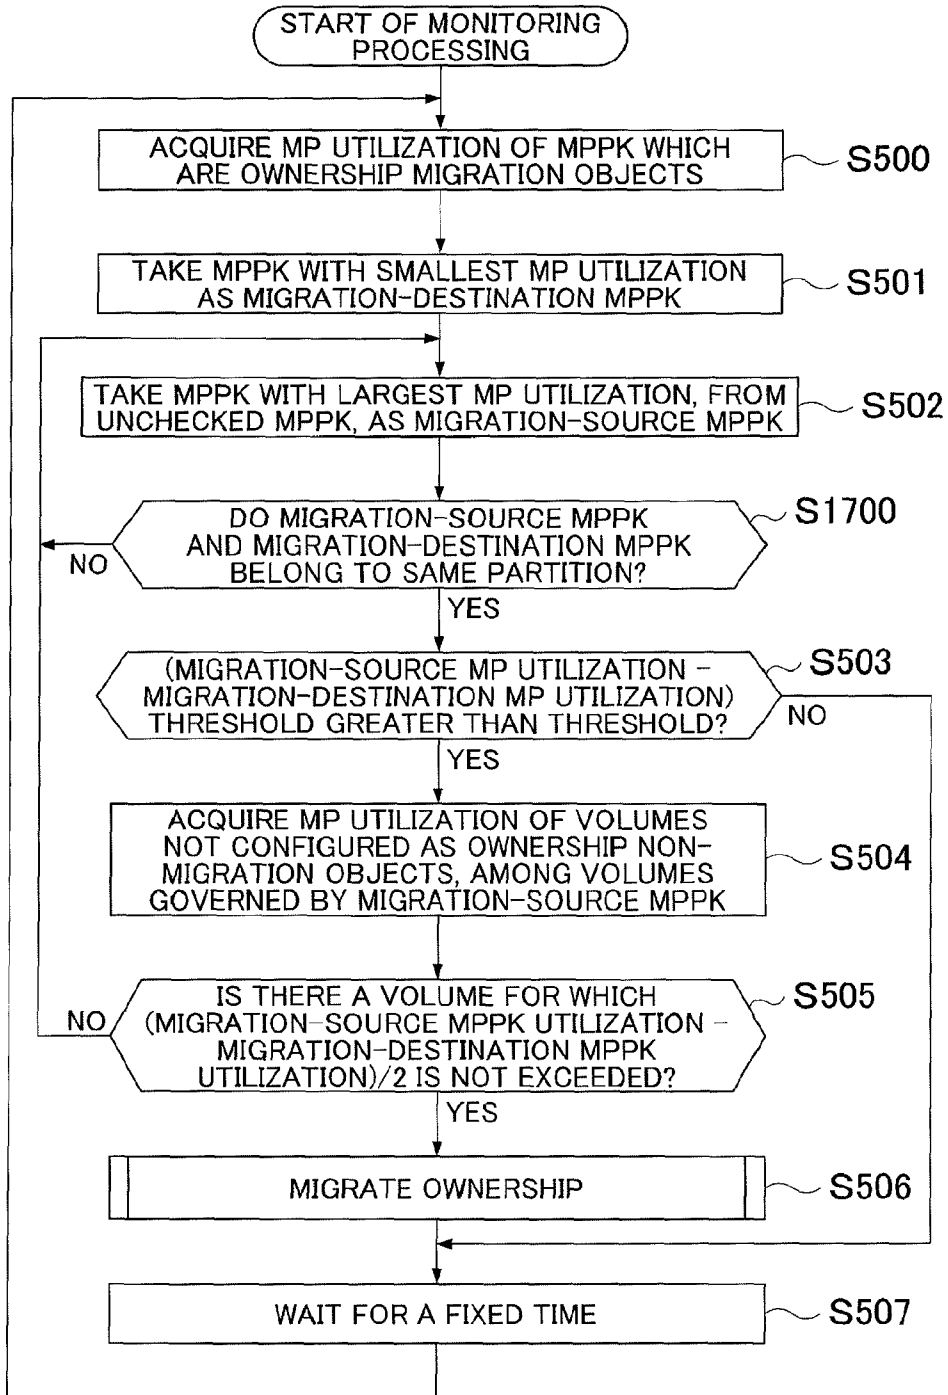 START OF MONITORING
PROCESSING
ACQUIRE MP UTILIZATION OF MPPK WHICH
ARE OWNERSHIP MIGRATION OBJECTS
S500
TAKE MPPK WITH SMALLEST MP UTILIZATION
AS MIGRATION-DESTINATION MPPK
S501
TAKE MPPK WITH LARGEST MP UTILIZATION, FROM
UNCHECKED MPPK, AS MIGRATION-SOURCE MPPK
S502
DO MIGRATION-SOURCE MPPK
AND MIGRATION-DESTINATION MPPK
BELONG TO SAME PARTITION?
S1700
NO
YES
(MIGRATION-SOURCE MP UTILIZATION -
MIGRATION-DESTINATION MP UTILIZATION)
THRESHOLD GREATER THAN THRESHOLD?
S503
NO
YES
ACQUIRE MP UTILIZATION OF VOLUMES
NOT CONFIGURED AS OWNERSHIP NON-
MIGRATION OBJECTS, AMONG VOLUMES
GOVERNED BY MIGRATION-SOURCE MPPK
S504
IS THERE A VOLUME FOR WHICH
(MIGRATION-SOURCE MPPK UTILIZATION -
MIGRATION-DESTINATION MPPK
UTILIZATION)/2 IS NOT EXCEEDED?
S505
NO
YES
MIGRATE OWNERSHIP
S506
WAIT FOR A FIXED TIME
S507